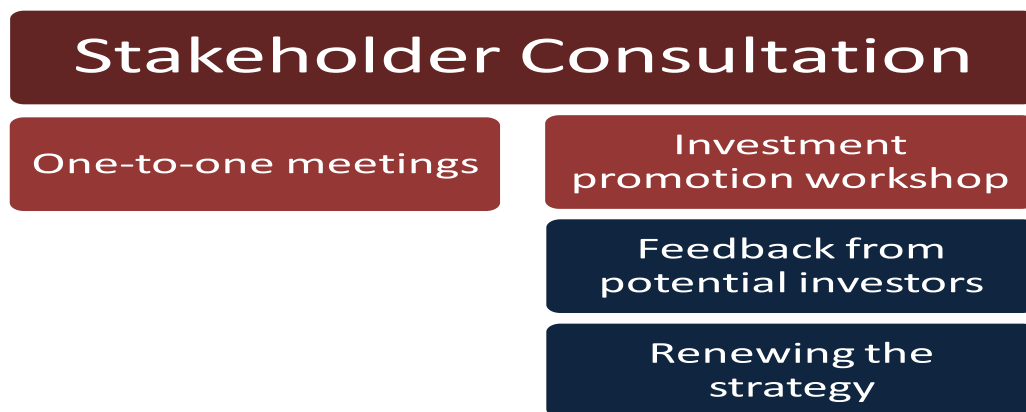 Stakeholder Consultation
One-to-one meetings
Investment
promotion workshop
Feedback from
potential investors
Renewing the
strategy